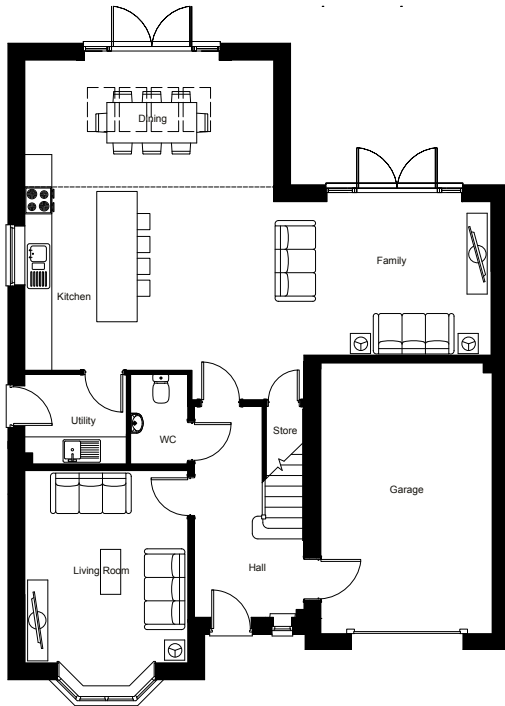 Dining
Family
Kitchen
Utility
Store
WC
Garage
Living Room
Hall